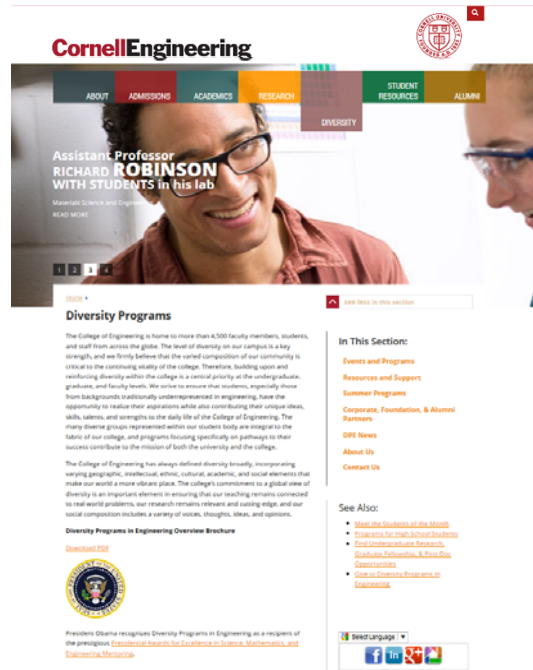 CornellEngineering
CORNELL UNIVERSITY
FOUNDED A.D. 1865
ABOUT
ADMISSIONS
ACADEMICS
RESEARCH
DIVERSITY
STUDENT
RESOURCES
ALUMNI
Assistant Professor
RICHARD ROBINSON
WITH STUDENTS in his lab
Materials Science and Engineering
READ MORE
1 2 3 4
Home
Diversity Programs
The College of Engineering is home to more than 4,500 faculty members, students,
and staff from across the globe. The level of diversity on our campus is a key
strength, and we firmly believe that the varied composition of our community is
critical to the continuing vitality of the college. Therefore, building upon and
reinforcing diversity within the college is a central priority at the undergraduate,
graduate, and faculty levels. We strive to ensure that students, especially those
from backgrounds traditionally underrepresented in engineering, have the
opportunity to realize their aspirations while also contributing their unique ideas,
skills, talents, and strengths to the daily life of the College of Engineering. The
many diverse groups represented within our student body are integral to the
fabric of our college, and programs focusing specifically on pathways to their
success contribute to the mission of both the university and the college.
The College of Engineering has always defined diversity broadly, incorporating
varying geographic, intellectual, ethnic, cultural, academic, and social elements that
make our world a more vibrant place. The college's commitment to a global view of
diversity is an important element in ensuring that our teaching remains connected
to real world problems, our research remains relevant and cutting-edge, and our
social composition includes a variety of voices, thoughts, ideas, and opinions.
Diversity Programs in Engineering Overview Brochure
Download PDF
President Obama recognizes Diversity Programs in Engineering as a recipient of
the prestigious Presidential Awards for Excellence in Science, Mathematics, and
Engineering Mentoring.
see less in this section
In This Section:
Events and Programs
Resources and Support
Summer Programs
Corporate, Foundation, & Alumni
Partners
DPE News
About Us
Contact Us
See Also:
Meet the Students of the Month
Programs for High School Students
Find Undergraduate Research,
Graduate Fellowship, & Post-Doc
Opportunities
Give to Diversity Programs in
Engineering
Select Language
f in g+